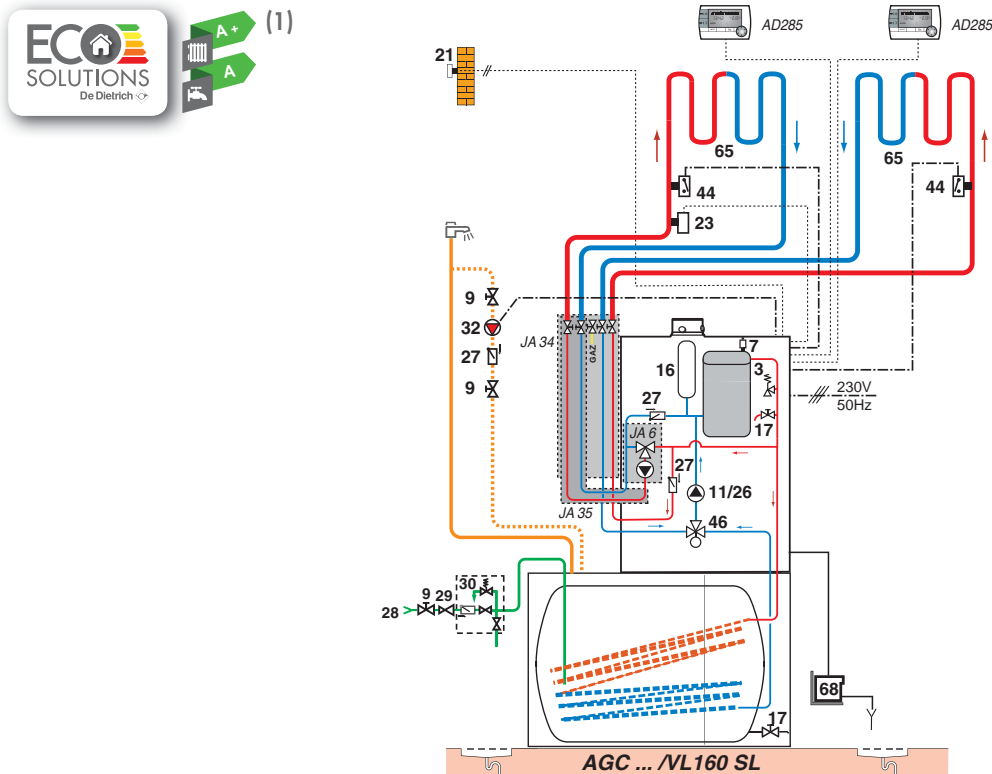 ECO
SOLUTIONS
De Dietrich
A+
A
(1)
AD285
AD285
21
65
65
44
44
23
9
32
27
9
JA 34
GAZ
7
16
3
27
17
230V
50Hz
JA 6
27
11/26
JA 35
46
30
9
29
28
68
17
AGC ... /VL160 SL